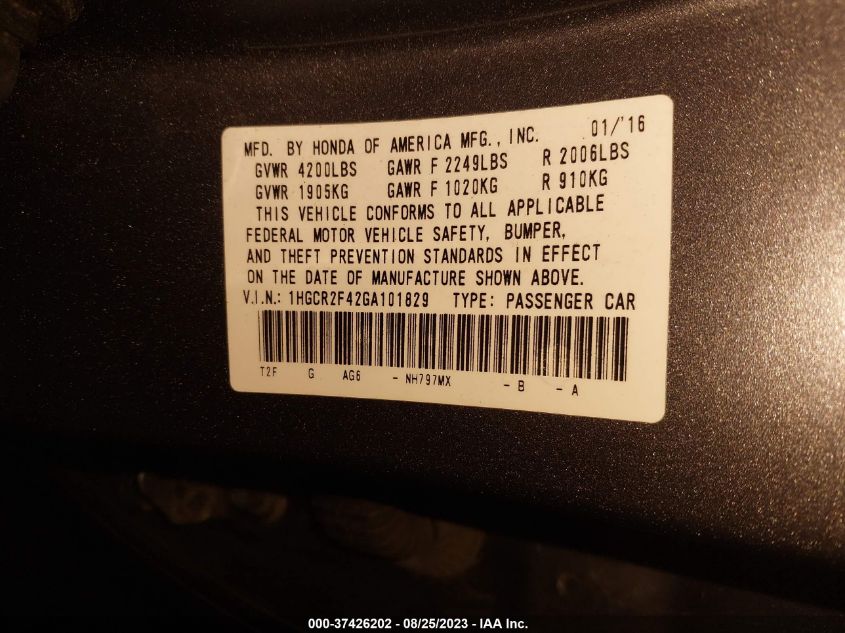 MFD. BY HONDA OF AMERICA MFG., INC. 01/'16
GVWR 4200LBS GAWR F 2249LBS R 2006LBS
GVWR 1905KG GAWR F 1020KG R 910KG
THIS VEHICLE CONFORMS TO ALL APPLICABLE
FEDERAL MOTOR VEHICLE SAFETY, BUMPER,
AND THEFT PREVENTION STANDARDS IN EFFECT
ON THE DATE OF MANUFACTURE SHOWN ABOVE.
V.I.N.: 1HGCR2F42GA101829 TYPE: PASSENGER CAR
T2F G AG6 - NH797MX - B - A
000-37426202 - 08/25/2023 - IAA Inc.